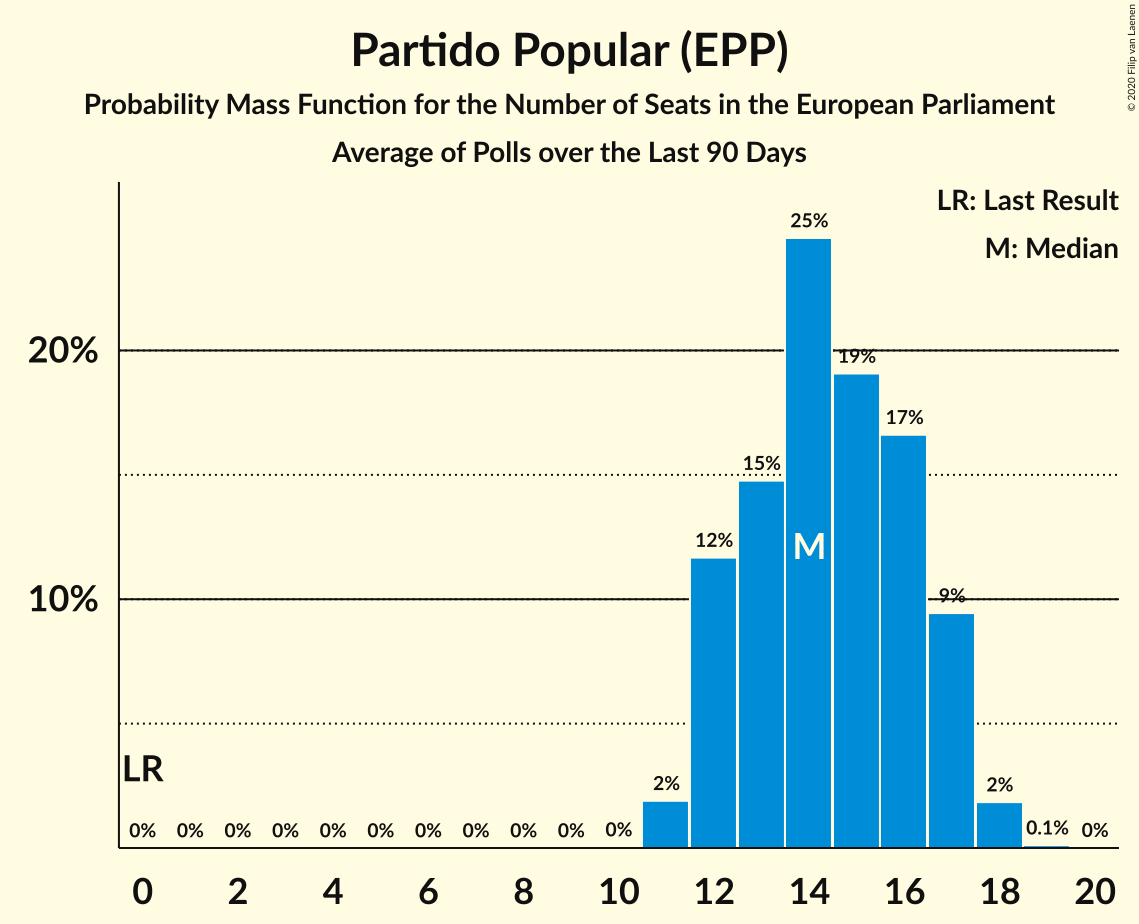 Partido Popular (EPP)
Probability Mass Function for the Number of Seats in the European Parliament
Average of Polls over the Last 90 Days
© 2020 Filip van Laenen
LR: Last Result
M: Median
20%
10%
25%
19%
17%
15%
12%
M
9%
LR
2%
2%
0% 0% 0% 0% 0% 0% 0% 0% 0% 0% 0% 0.1% 0%
0 2 4 6 8 10 12 14 16 18 20